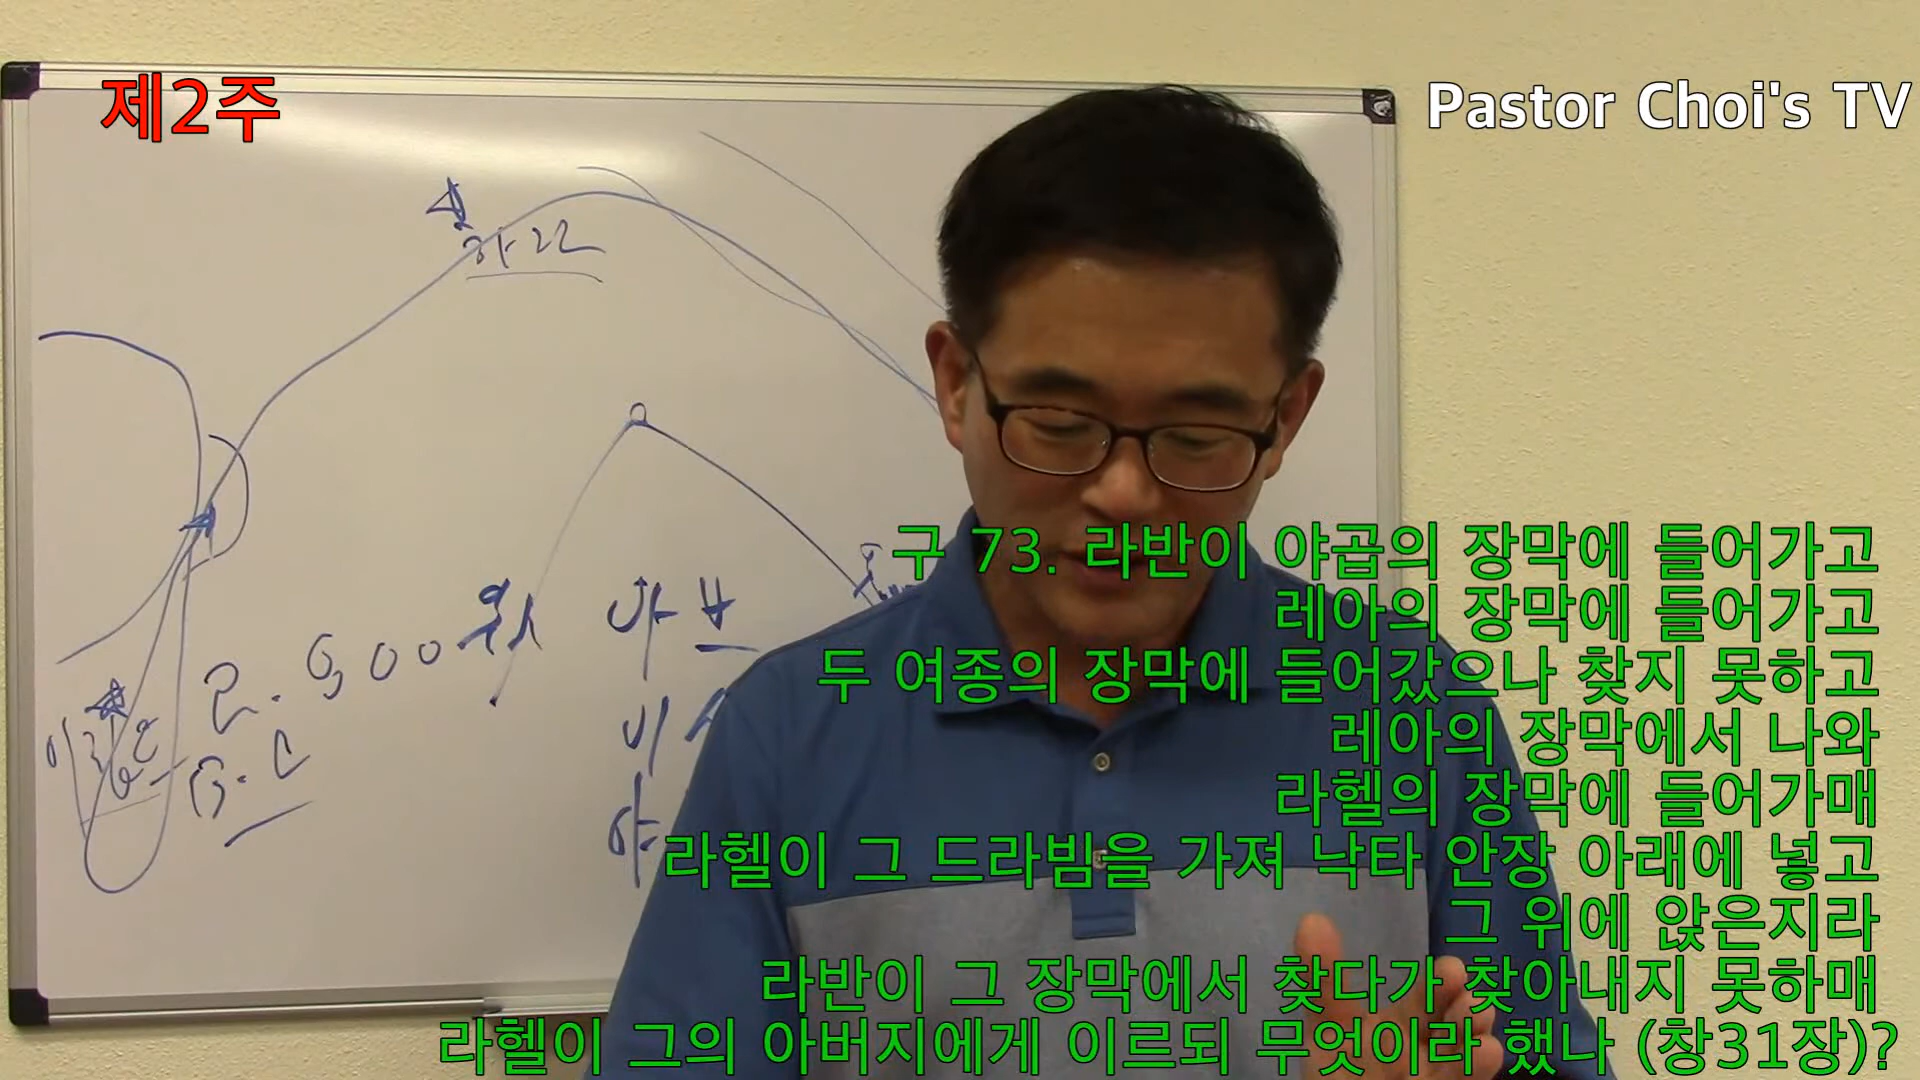 제2주
Pastor Choi's TV
하란
야곱
2.
구 73. 라반이 야곱의 장막에 들어가고
레아의 장막에 들어가고
두 여종의 장막에 들어갔으나 찾지 못하고
레아의 장막에서 나와
라헬의 장막에 들어가매
라헬이 그 드라빔을 가져 낙타 안장 아래에 넣고
그 위에 앉은지라
라반이 그 장막에서 찾다가 찾아내지 못하매
라헬이 그의 아버지에게 이르되 무엇이라 했나 (창31장)?